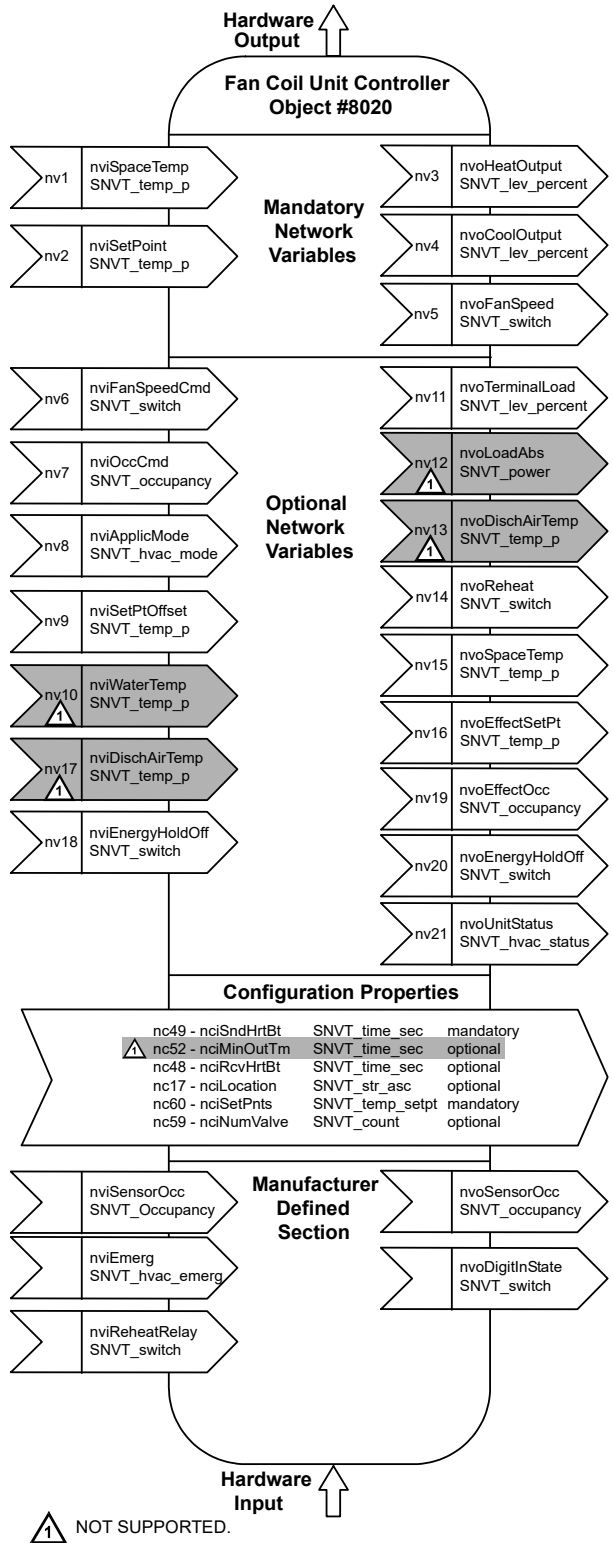 Hardware
Output
Fan Coil Unit Controller
Object #8020
nv1
nviSpaceTemp
SNVT_temp_p
nv2
nviSetPoint
SNVT_temp_p
Mandatory
Network
Variables
nv3
nvoHeatOutput
SNVT_lev_percent
nv4
nvoCoolOutput
SNVT_lev_percent
nv5
nvoFanSpeed
SNVT_switch
nv6
nviFanSpeedCmd
SNVT_switch
nv7
nviOccCmd
SNVT_occupancy
nv8
nviApplicMode
SNVT_hvac_mode
nv9
nviSetPtOffset
SNVT_temp_p
nv10
1
nviWaterTemp
SNVT_temp_p
nv17
1
nviDischAirTemp
SNVT_temp_p
nv18
nviEnergyHoldOff
SNVT_switch
Optional
Network
Variables
nv11
nvoTerminalLoad
SNVT_lev_percent
nv12
1
nvoLoadAbs
SNVT_power
nv13
1
nvoDischAirTemp
SNVT_temp_p
nv14
nvoReheat
SNVT_switch
nv15
nvoSpaceTemp
SNVT_temp_p
nv16
nvoEffectSetPt
SNVT_temp_p
nv19
nvoEffectOcc
SNVT_occupancy
nv20
nvoEnergyHoldOff
SNVT_switch
nv21
nvoUnitStatus
SNVT_hvac_status
Configuration Properties
nc49 - nciSndHrtBt SNVT_time_sec mandatory
1 nc52 - nciMinOutTm SNVT_time_sec optional
nc48 - nciRcvHrtBt SNVT_time_sec optional
nc17 - nciLocation SNVT_str_asc optional
nc60 - nciSetPnts SNVT_temp_setpt mandatory
nc59 - nciNumValve SNVT_count optional
nviSensorOcc
SNVT_Occupancy
nviEmerg
SNVT_hvac_emerg
nviReheatRelay
SNVT_switch
Manufacturer
Defined
Section
nvoSensorOcc
SNVT_occupancy
nvoDigitInState
SNVT_switch
Hardware
Input
1 NOT SUPPORTED.